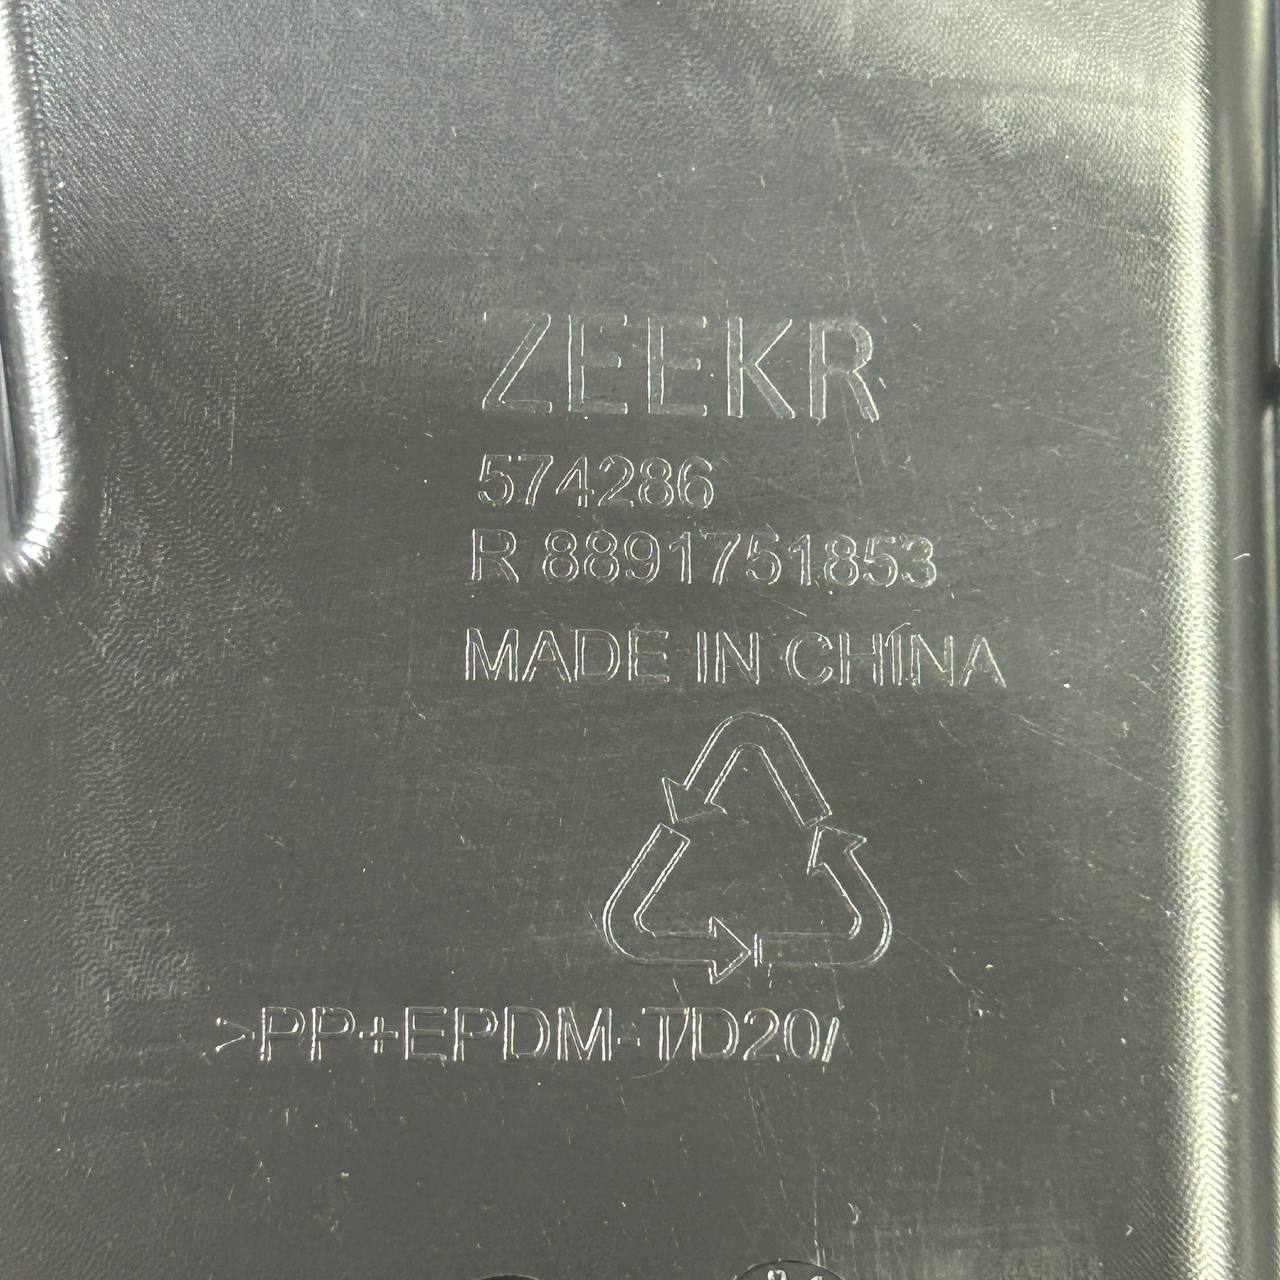 ZEEKR
574286
R 8891751853
MADE IN CHINA
>PP+EPDM-TD20/